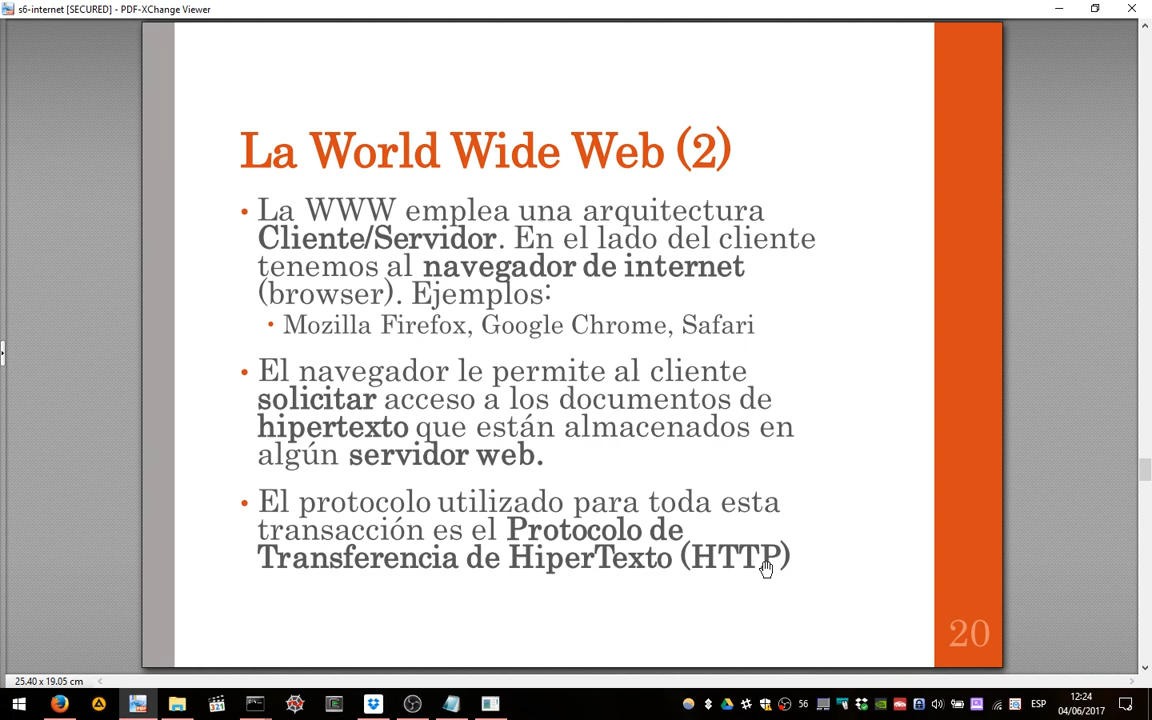 s6-internet [SECURED] - PDF-XChange Viewer
La World Wide Web (2)
• La WWW emplea una arquitectura
Cliente/Servidor. En el lado del cliente
tenemos al navegador de internet
(browser). Ejemplos:
• Mozilla Firefox, Google Chrome, Safari
• El navegador le permite al cliente
solicitar acceso a los documentos de
hipertexto que están almacenados en
algún servidor web.
• El protocolo utilizado para toda esta
transacción es el Protocolo de
Transferencia de HiperTexto (HTTP)
20
25.40 x 19.05 cm
321
56
ESP
12:24
04/06/2017